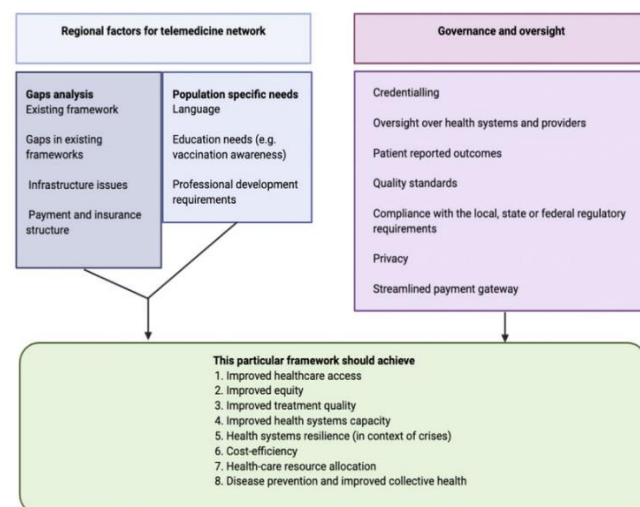 Regional factors for telemedicine network
Gaps analysis
Existing framework
Gaps in existing
frameworks
Infrastructure issues
Payment and insurance
structure
Population specific needs
Language
Education needs (e.g.
vaccination awareness)
Professional development
requirements
Governance and oversight
Credentialling
Oversight over health systems and providers
Patient reported outcomes
Quality standards
Compliance with the local, state or federal regulatory
requirements
Privacy
Streamlined payment gateway
This particular framework should achieve
1. Improved healthcare access
2. Improved equity
3. Improved treatment quality
4. Improved health systems capacity
5. Health systems resilience (in context of crises)
6. Cost-efficiency
7. Health-care resource allocation
8. Disease prevention and improved collective health